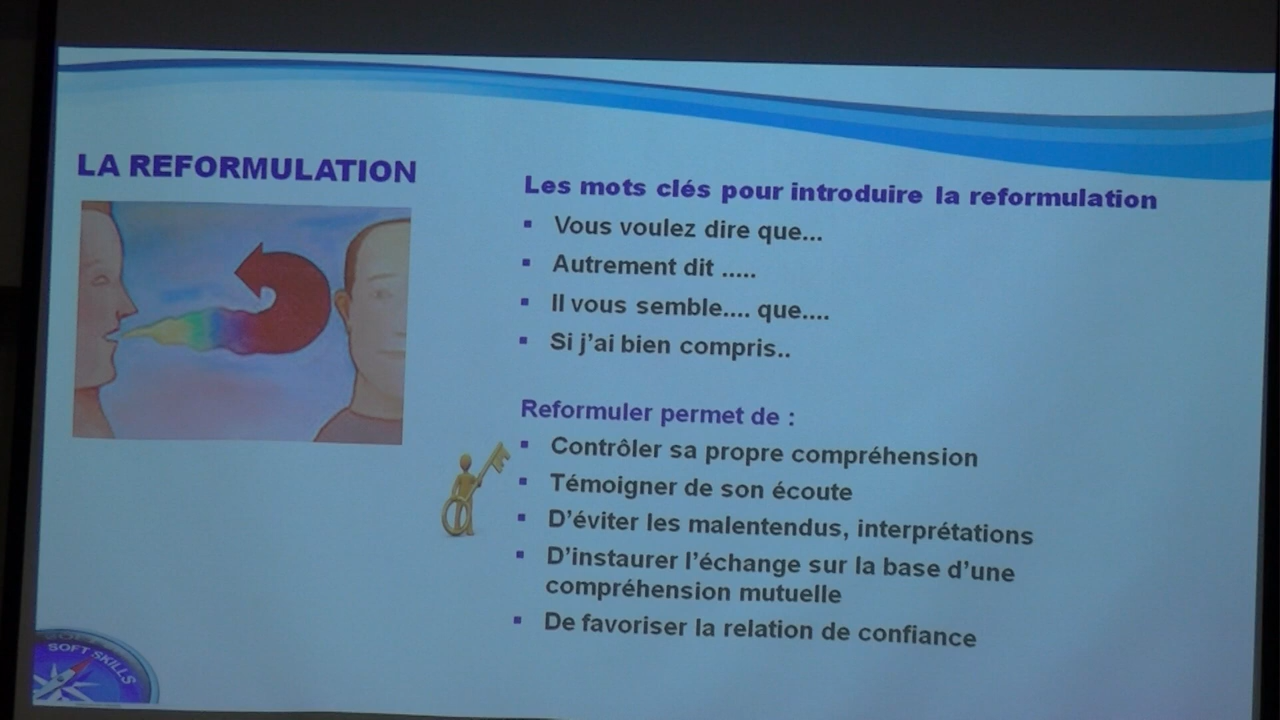 LA REFORMULATION
Les mots clés pour introduire la reformulation
Vous voulez dire que...
Autrement dit .....
Il vous semble.... que....
Si j'ai bien compris..
Reformuler permet de :
Contrôler sa propre compréhension
Témoigner de son écoute
D'éviter les malentendus, interprétations
D'instaurer l'échange sur la base d'une
compréhension mutuelle
De favoriser la relation de confiance
SOFT SKILLS